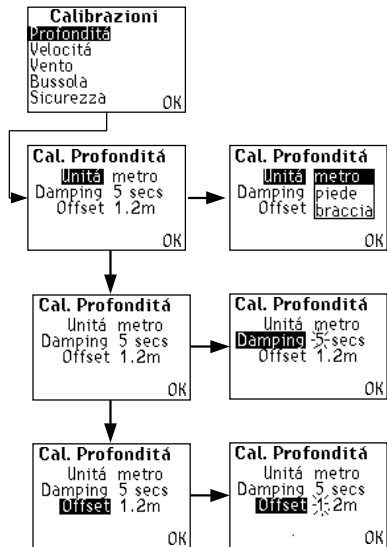 Calibrazioni
Profonditá
Velocitá
Vento
Bussola
Sicurezza
OK
Cal. Profonditá
Unitá metro
Damping 5 secs
Offset 1.2m
OK
Cal. Profonditá
Unitá metro
Damping piede
Offset braccia
OK
Cal. Profonditá
Unitá metro
Damping 5 secs
Offset 1.2m
OK
Cal. Profonditá
Unitá metro
Damping 5 secs
Offset 1.2m
OK
Cal. Profonditá
Unitá metro
Damping 5 secs
Offset 1.2m
OK
Cal. Profonditá
Unitá metro
Damping 5 secs
Offset 1.2m
OK